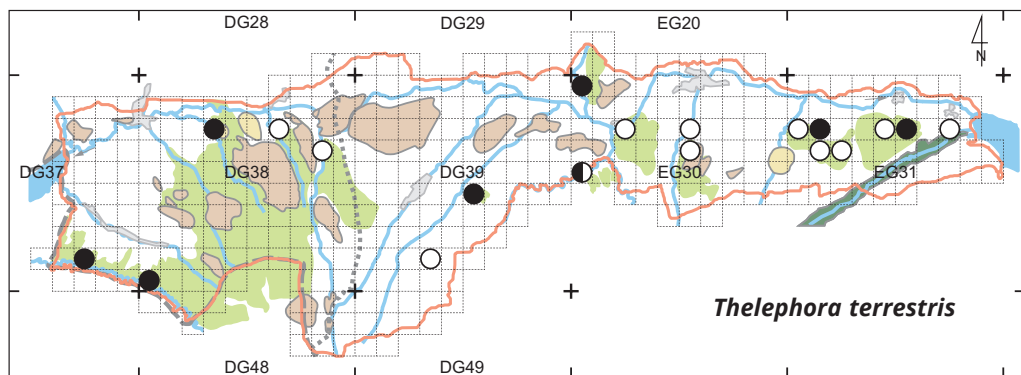 DG28 DG29 EG20
N
DG37 DG38 DG39 EG30 EG31
Thelephora terrestris
DG48 DG49